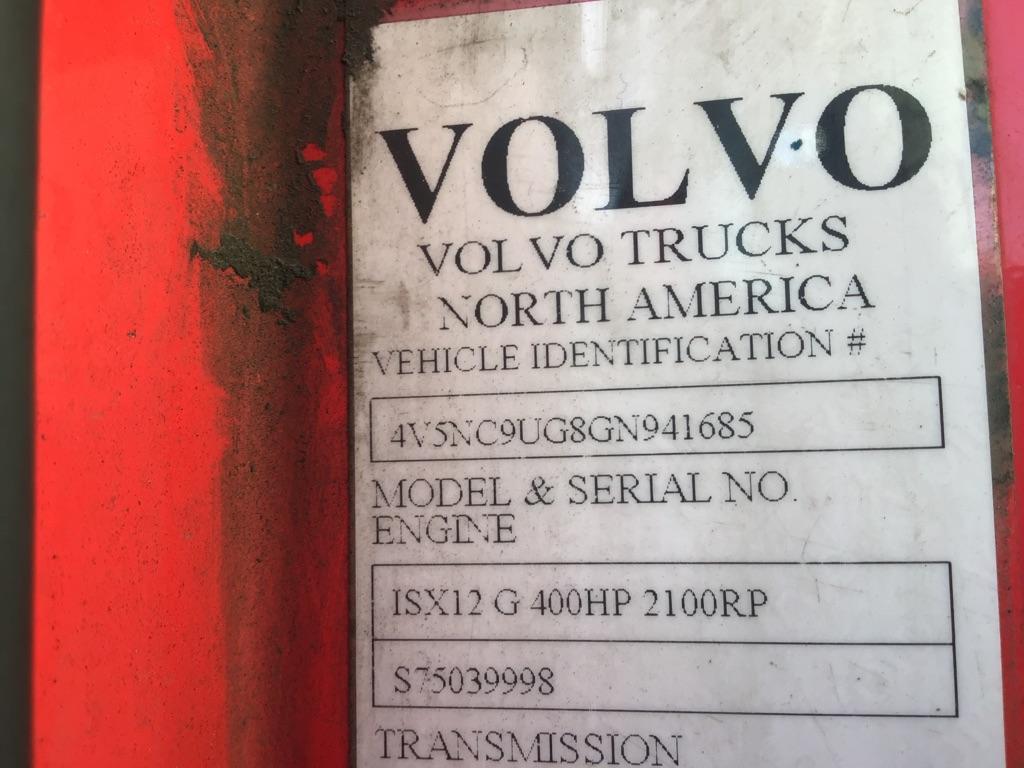 VOLVO
VOLVO TRUCKS
NORTH AMERICA
VEHICLE IDENTIFICATION #
4V5NC9UG8GN941685
MODEL & SERIAL NO.
ENGINE
ISX12 G 400HP 2100RP
S75039998
TRANSMISSION